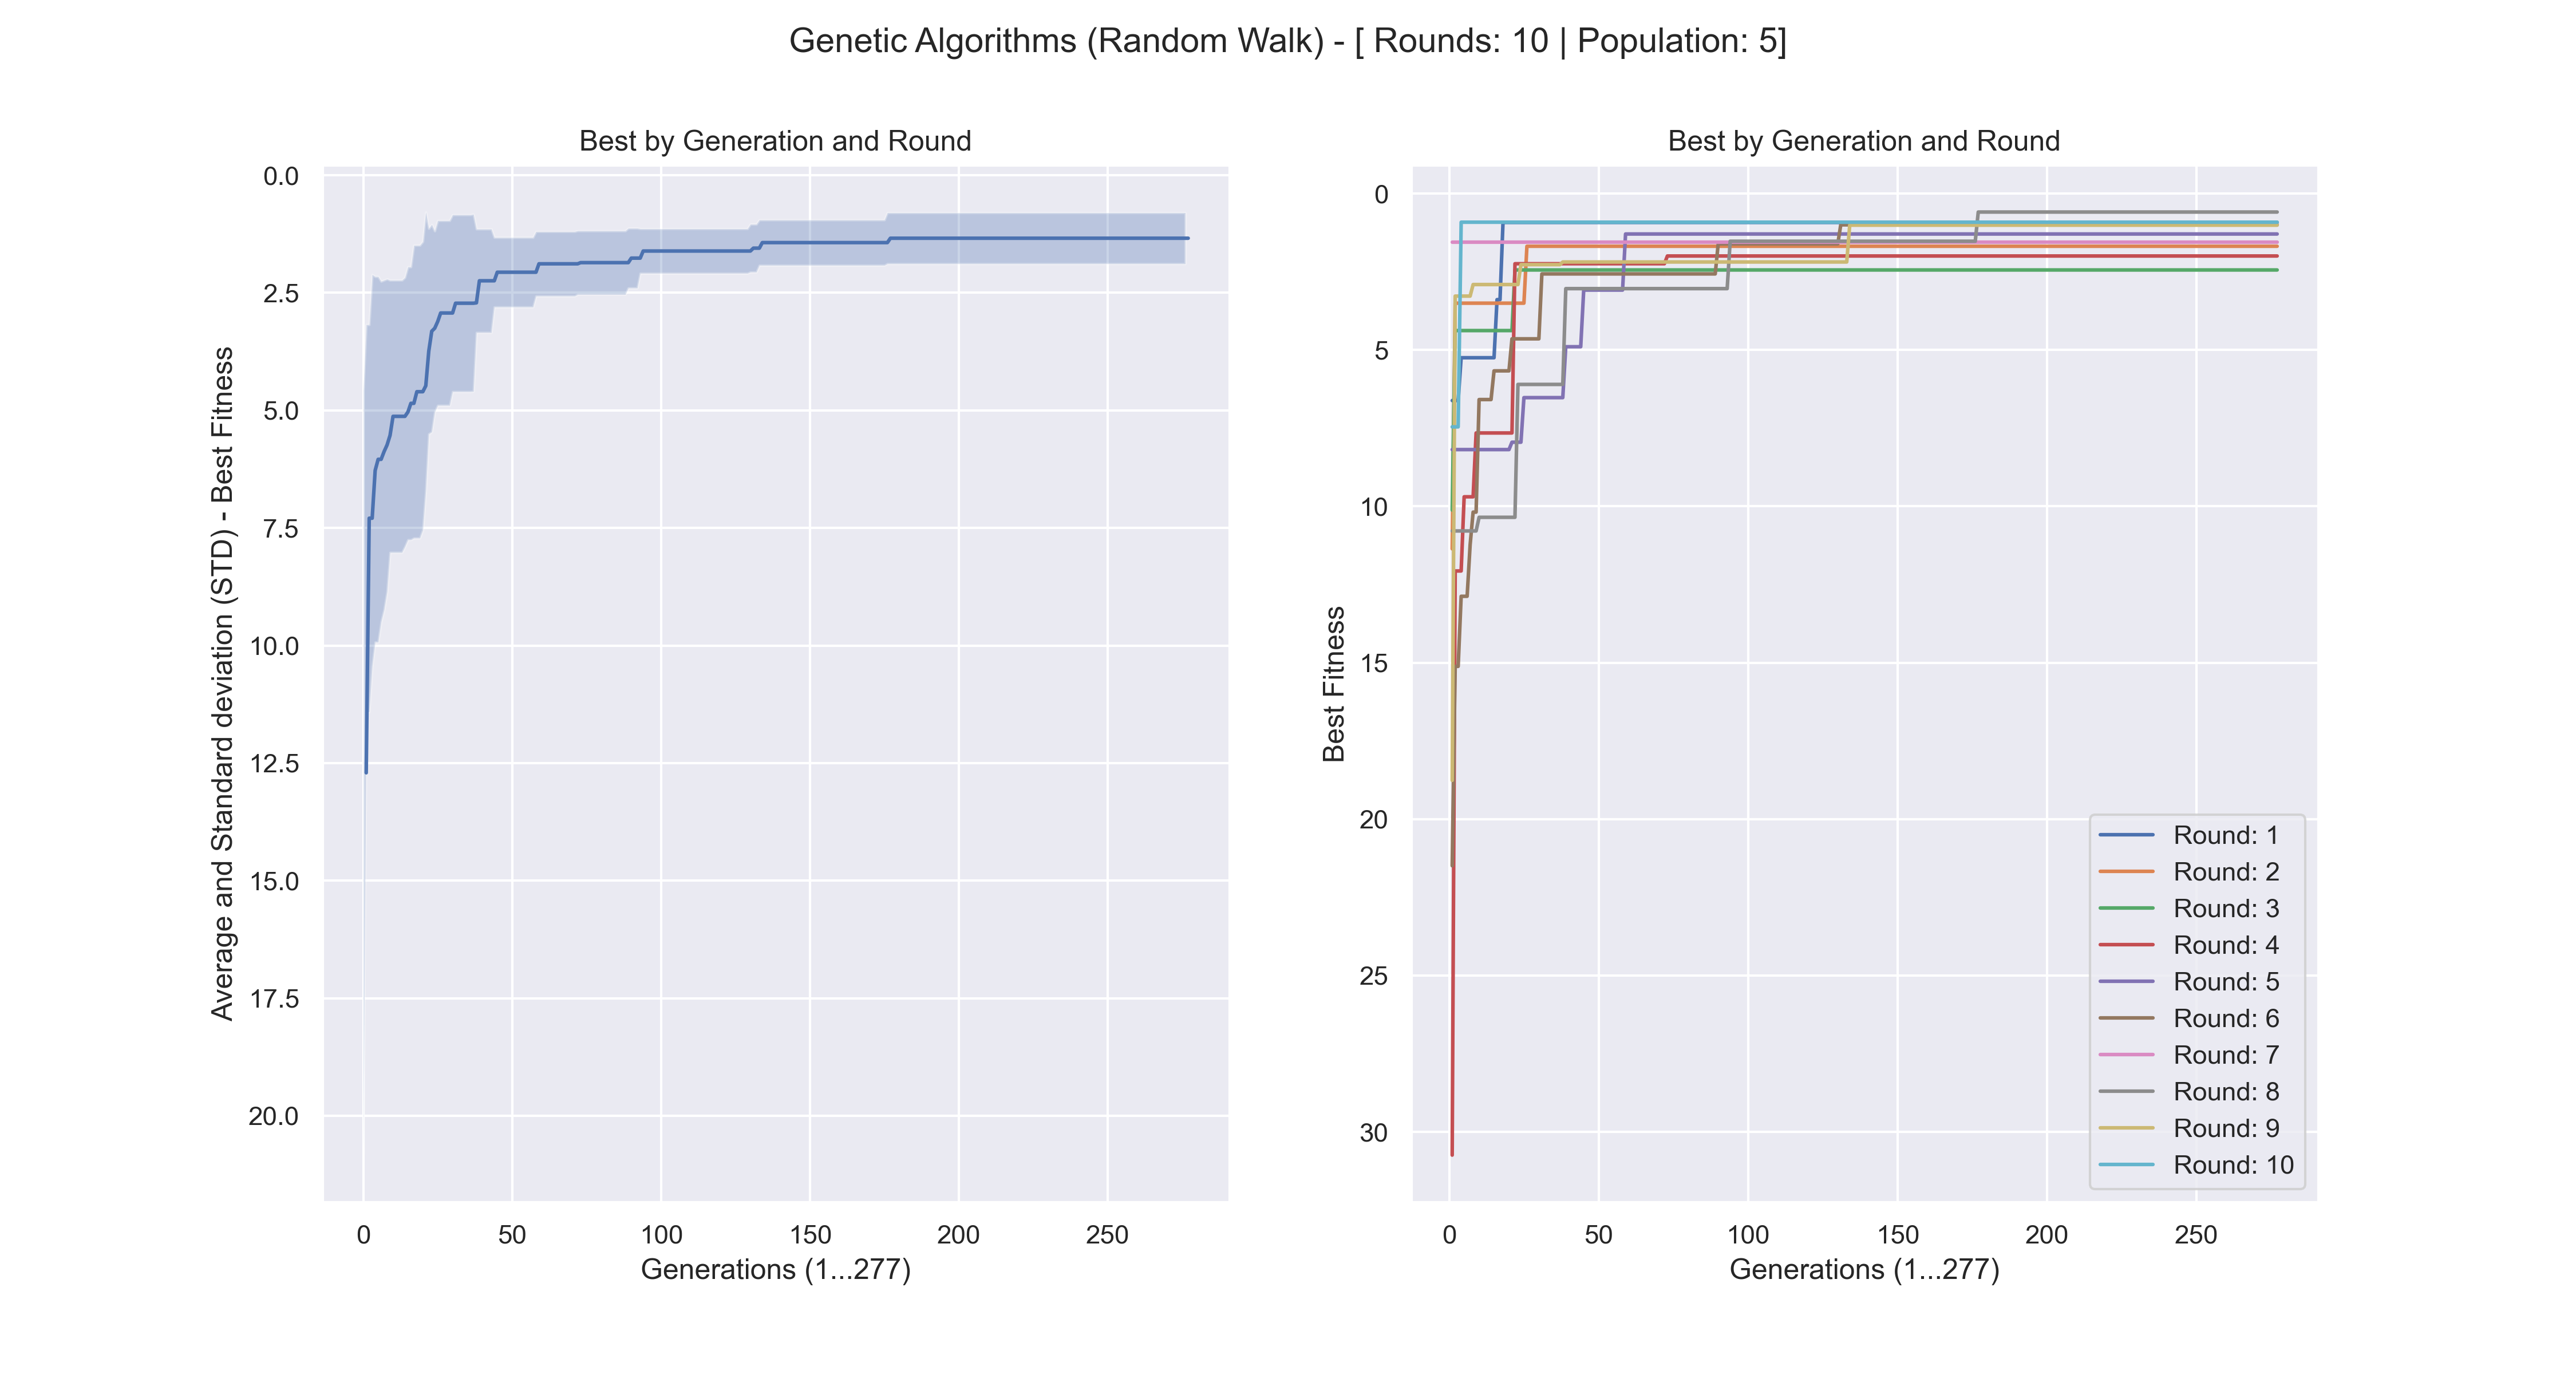 Genetic Algorithms (Random Walk) - [ Rounds: 10 | Population: 5]
Best by Generation and Round
Average and Standard deviation (STD) - Best Fitness
0.0
2.5
5.0
7.5
10.0
12.5
15.0
17.5
20.0
0 50 100 150 200 250
Generations (1...277)
Best by Generation and Round
Best Fitness
0
5
10
15
20
25
30
Round: 1
Round: 2
Round: 3
Round: 4
Round: 5
Round: 6
Round: 7
Round: 8
Round: 9
Round: 10
0 50 100 150 200 250
Generations (1...277)